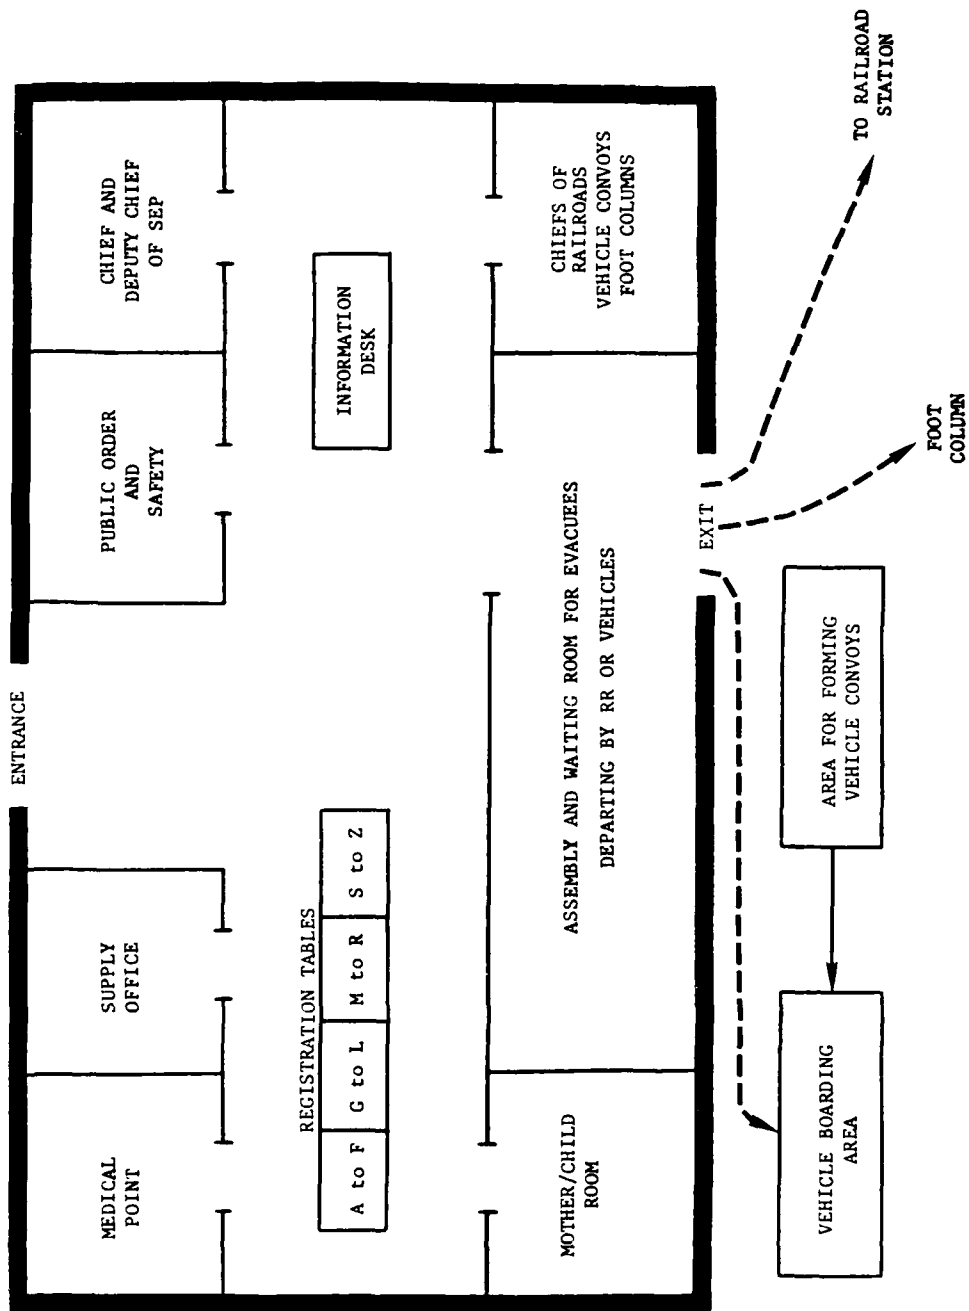 ENTRANCE
MEDICAL
POINT
SUPPLY
OFFICE
PUBLIC ORDER
AND
SAFETY
CHIEF AND
DEPUTY CHIEF
OF SEP
REGISTRATION TABLES
A to F
G to L
M to R
S to Z
INFORMATION
DESK
MOTHER/CHILD
ROOM
ASSEMBLY AND WAITING ROOM FOR EVACUEES
DEPARTING BY RR OR VEHICLES
CHIEFS OF
RAILROADS
VEHICLE CONVOYS
FOOT COLUMNS
EXIT
VEHICLE BOARDING
AREA
AREA FOR FORMING
VEHICLE CONVOYS
FOOT
COLUMN
TO RAILROAD
STATION